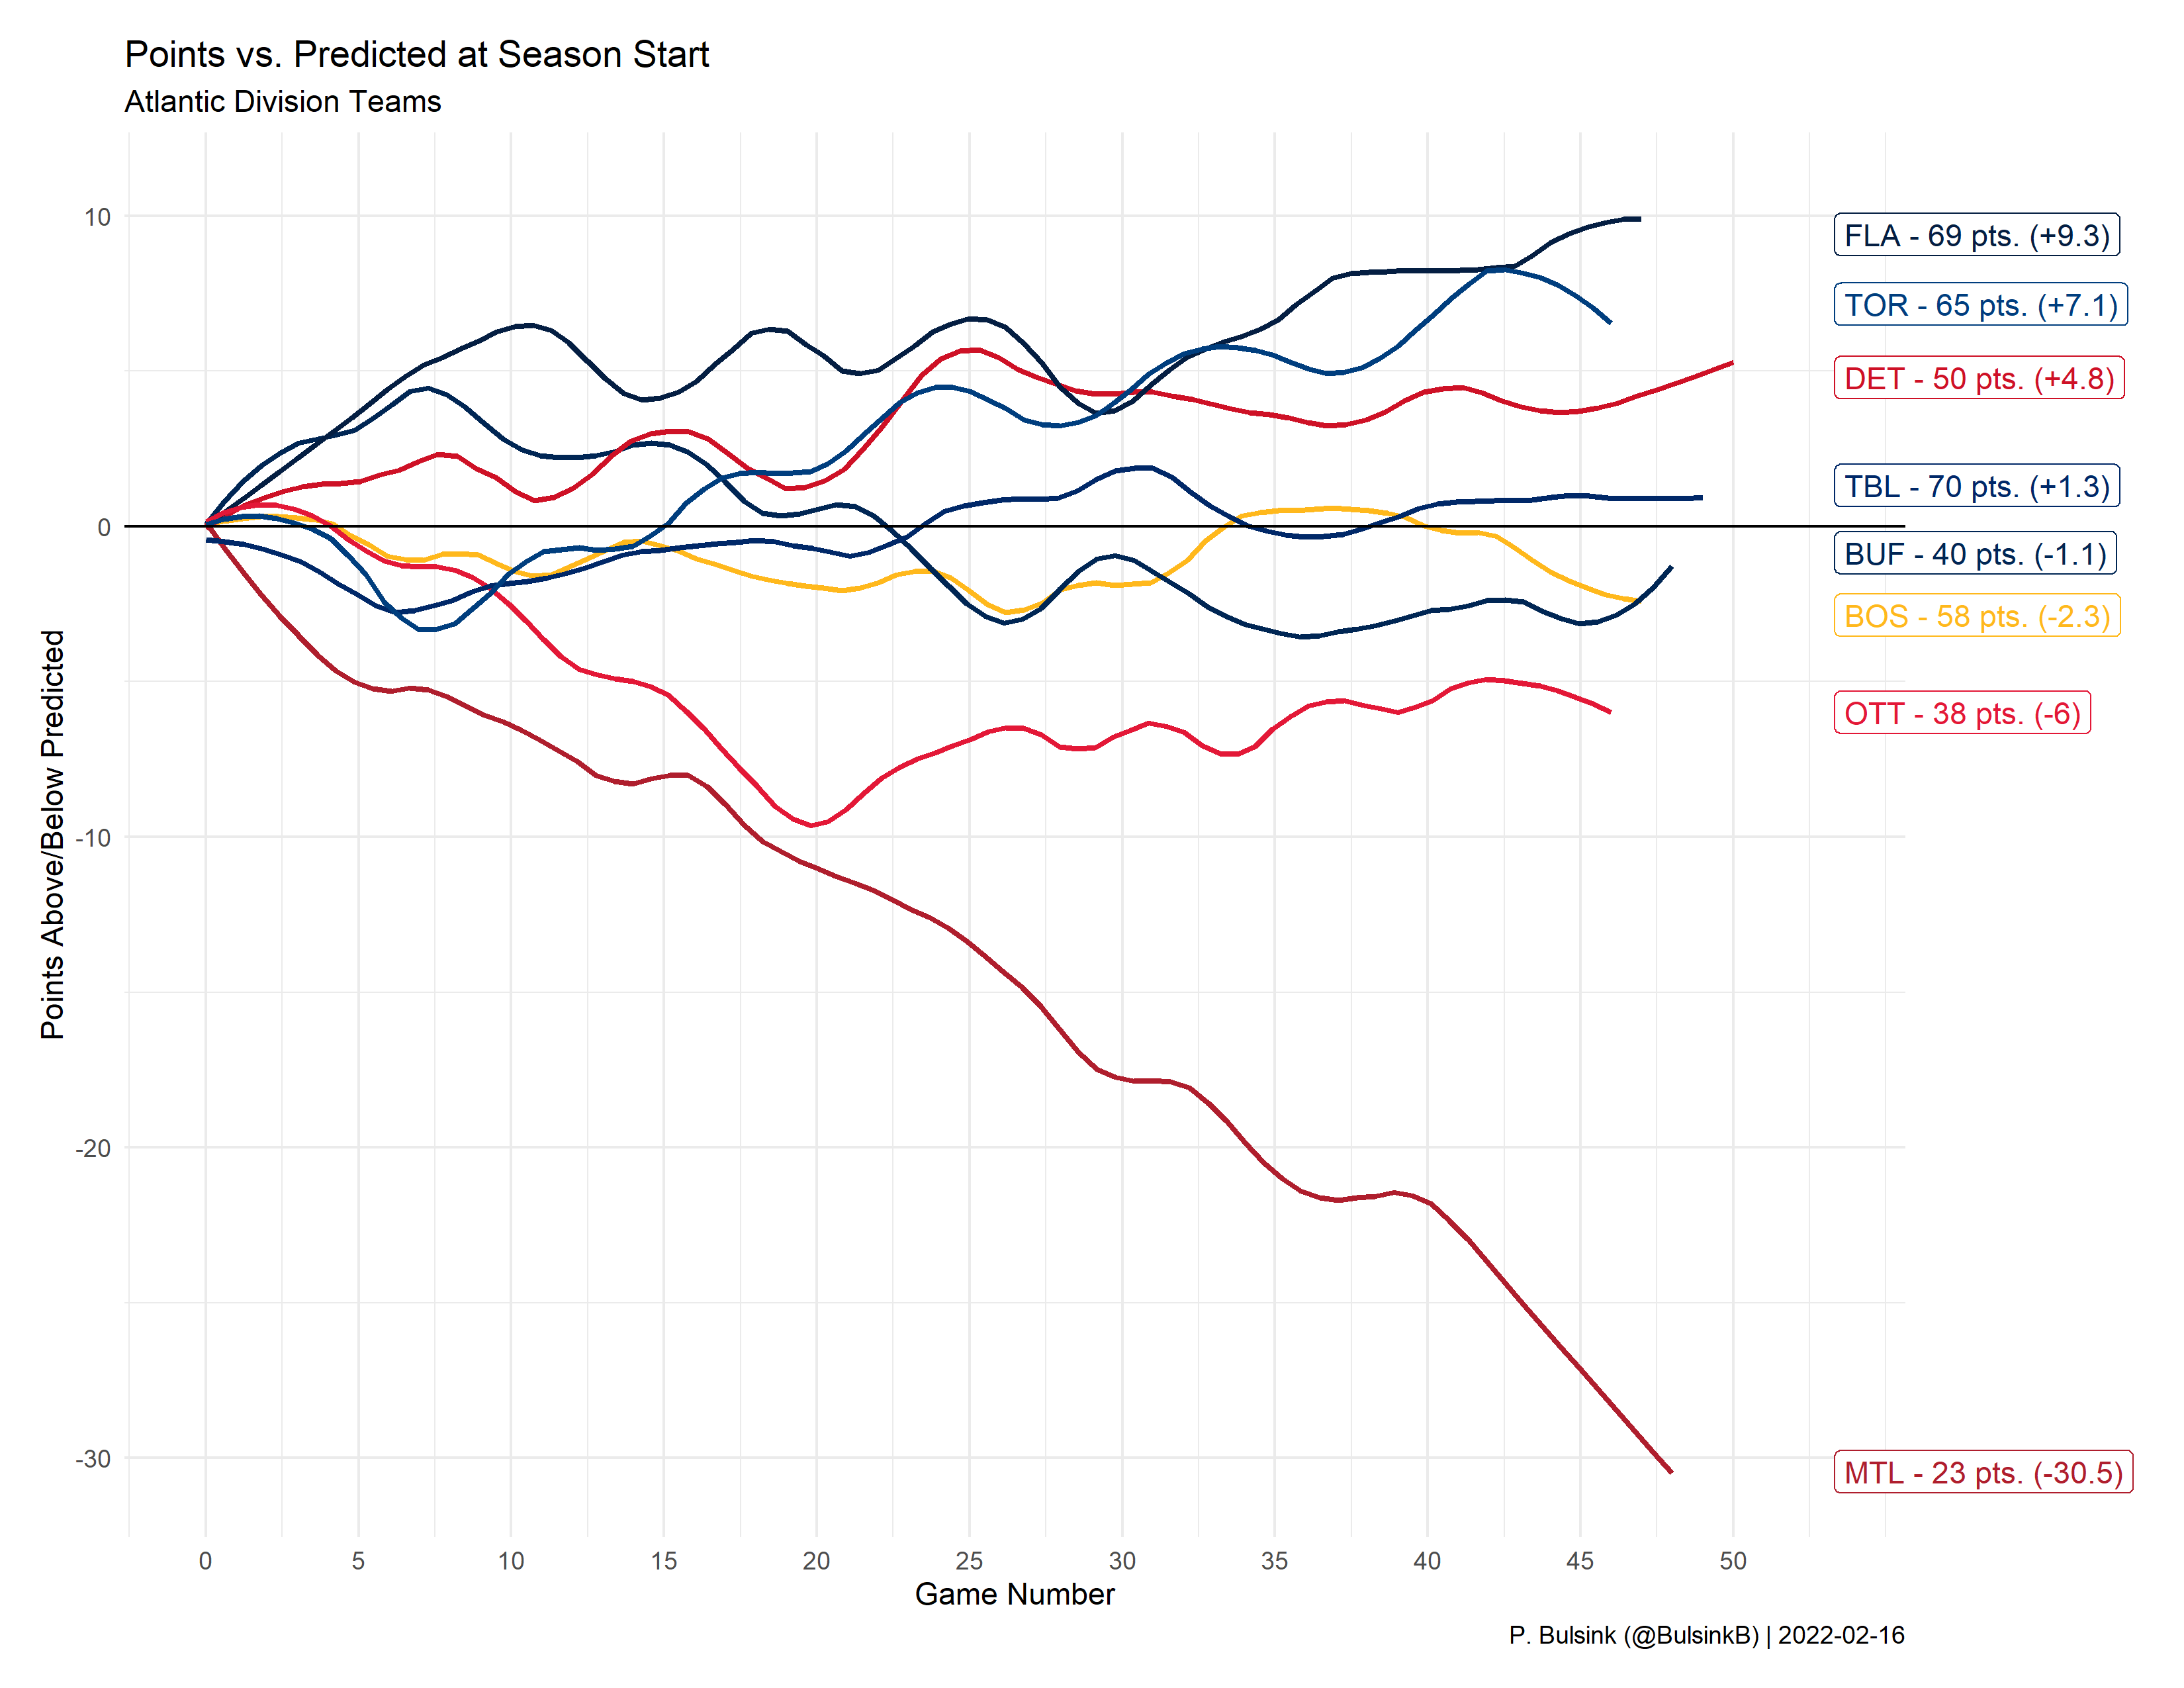 Points vs. Predicted at Season Start
Atlantic Division Teams
Points Above/Below Predicted
10
0
-10
-20
-30
FLA - 69 pts. (+9.3)
TOR - 65 pts. (+7.1)
DET - 50 pts. (+4.8)
TBL - 70 pts. (+1.3)
BUF - 40 pts. (-1.1)
BOS - 58 pts. (-2.3)
OTT - 38 pts. (-6)
MTL - 23 pts. (-30.5)
0 5 10 15 20 25 30 35 40 45 50
Game Number
P. Bulsink (@BulsinkB) | 2022-02-16